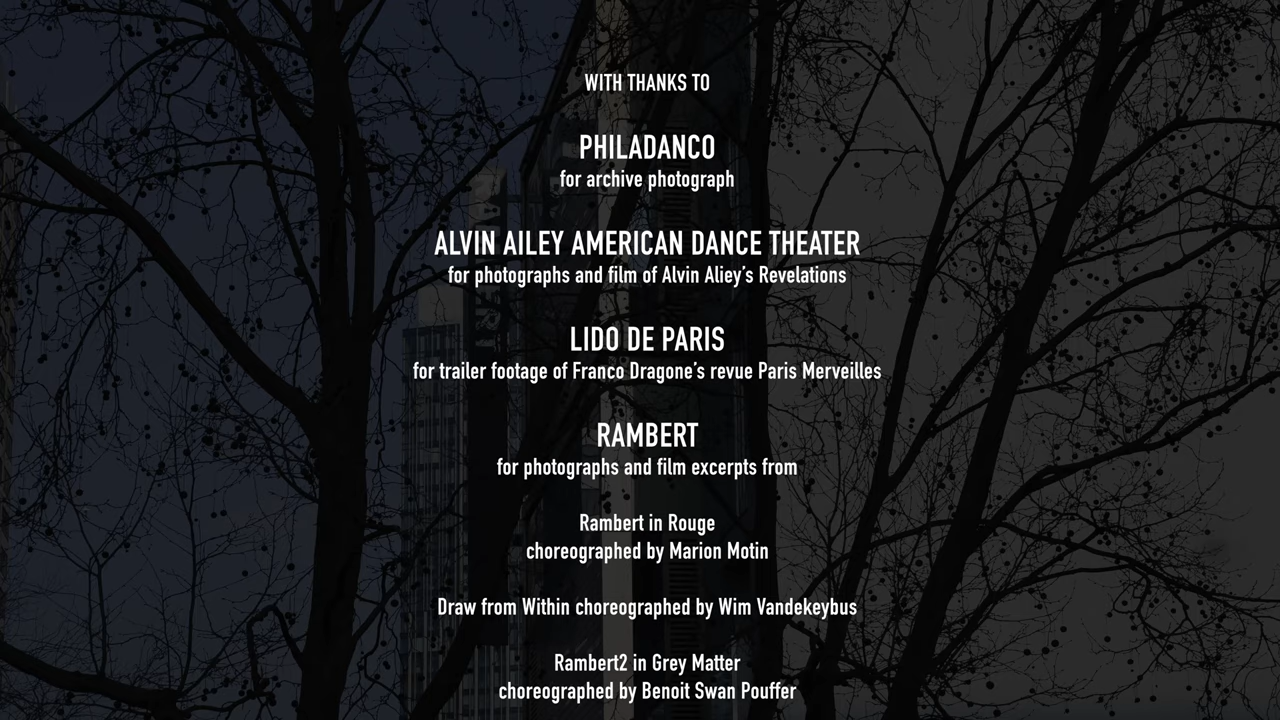 WITH THANKS TO
PHILADANCO
for archive photograph
ALVIN AILEY AMERICAN DANCE THEATER
for photographs and film of Alvin Aliey's Revelations
LIDO DE PARIS
for trailer footage of Franco Dragone's revue Paris Merveilles
RAMBERT
for photographs and film excerpts from
Rambert in Rouge
choreographed by Marion Motin
Draw from Within choreographed by Wim Vandekeybus
Rambert2 in Grey Matter
choreographed by Benoit Swan Pouffer